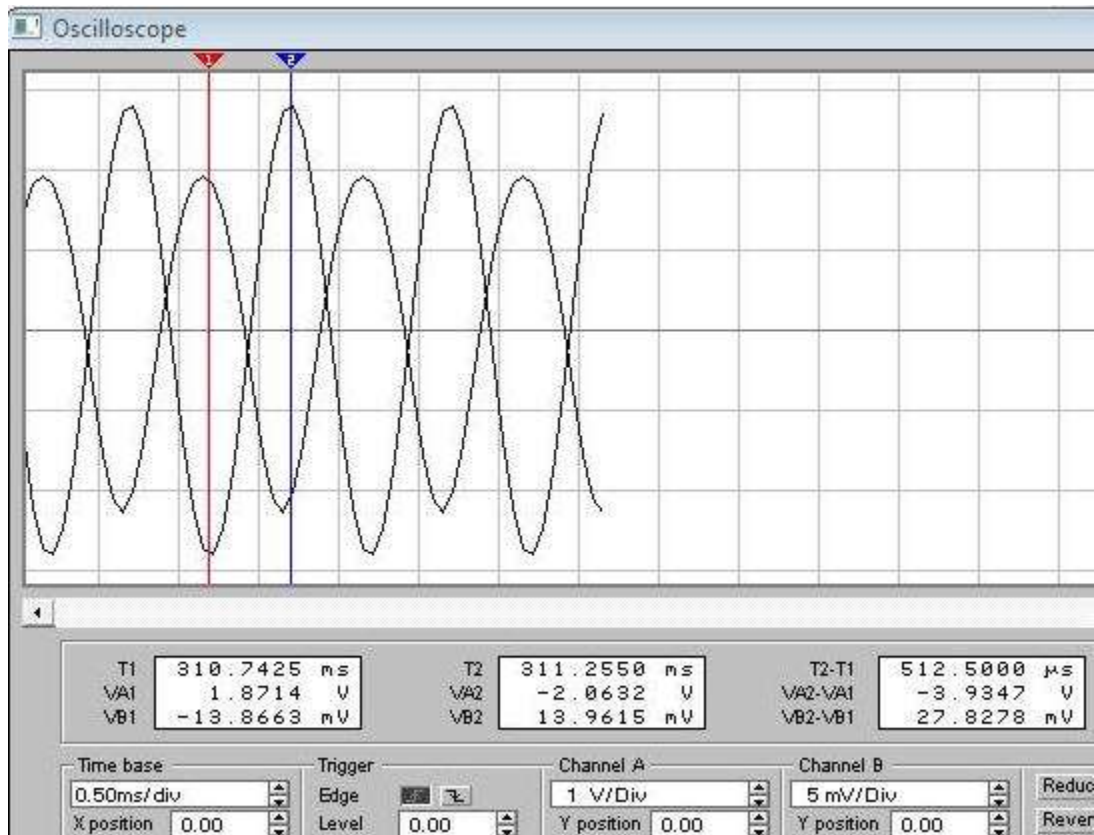 Oscilloscope
1 2
T1 310.7425 ms T2 311.2550 ms T2-T1 512.5000 µs
VA1 1.8714 V VA2 -2.0632 V VA2-VA1 -3.9347 V
VB1 -13.8663 mV VB2 13.9615 mV VB2-VB1 27.8278 mV
Time base Trigger Channel A Channel B
0.50ms/div Edge 1 V/Div 5 mV/Div Reduc
X position 0.00 Level 0.00 Y position 0.00 Y position 0.00 Rever